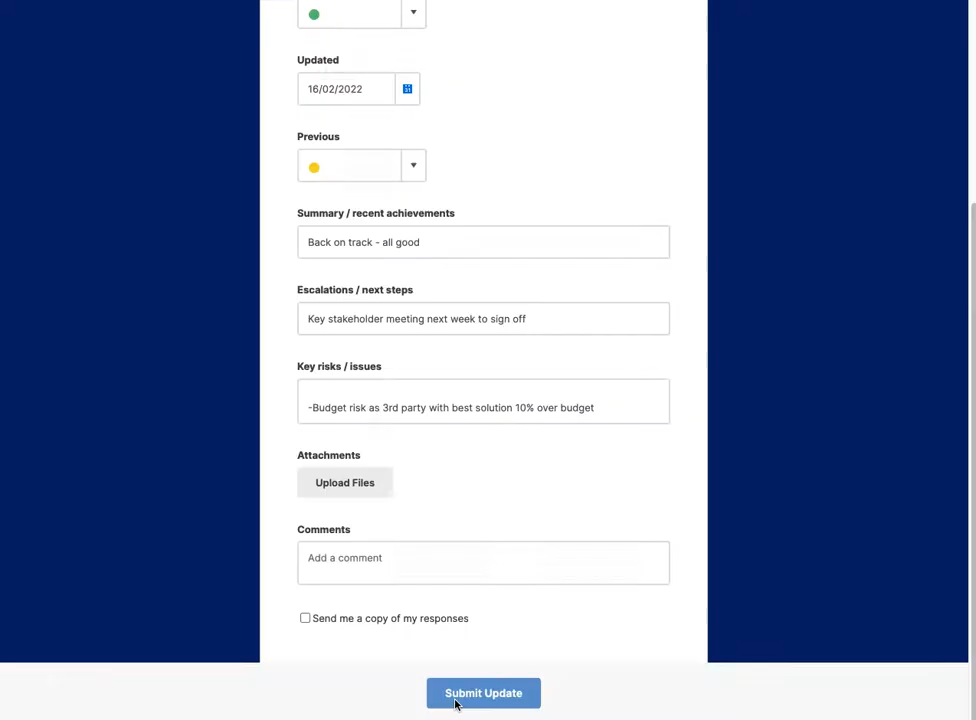 Updated
16/02/2022
31
Previous
Summary / recent achievements
Back on track - all good
Escalations / next steps
Key stakeholder meeting next week to sign off
Key risks / issues
-Budget risk as 3rd party with best solution 10% over budget
Attachments
Upload Files
Comments
Add a comment
Send me a copy of my responses
Submit Update